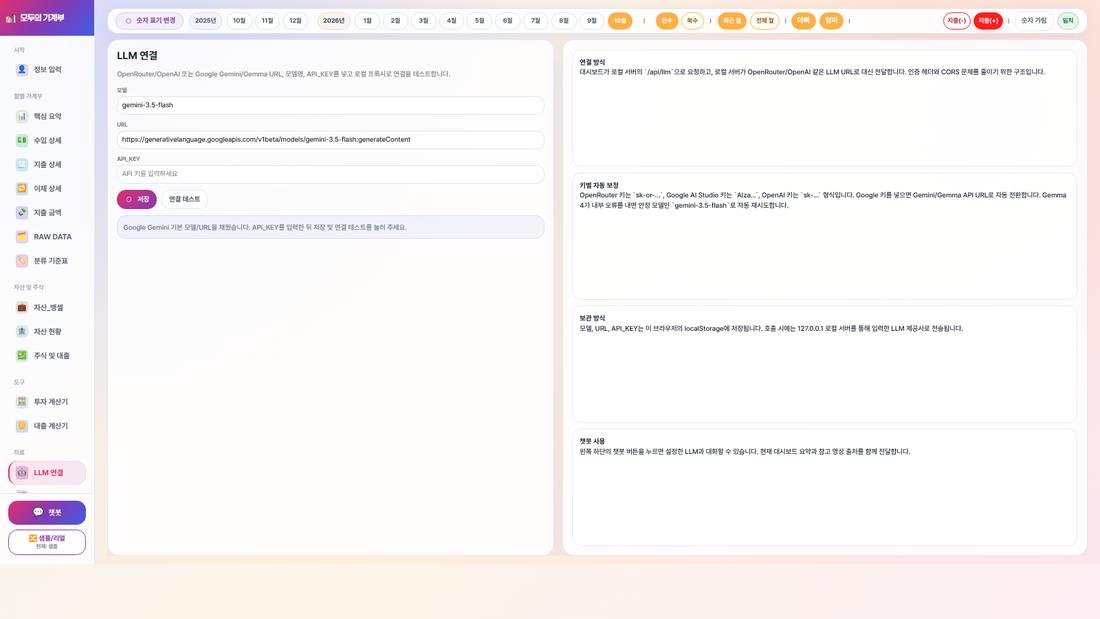 모두의 가계부
시작
정보 입력
월별 가계부
핵심 요약
수입 상세
지출 상세
이체 상세
지출 금액
RAW DATA
분류 기준표
자산 및 주식
자산_뱅셀
자산 현황
주식 및 대출
도구
투자 계산기
대출 계산기
자료
LLM 연결
챗봇
샘플/리얼
현재: 샘플
숫자 표기 변경 2025년 10월 11월 12월 2026년 1월 2월 3월 4월 5월 6월 7월 8월 9월 10월 | 단수 복수 | 최근 월 전체 월 | 아빠 엄마 | 지출(-) 지출(+) | 숫자 가림 일치
LLM 연결
OpenRouter/OpenAI 또는 Google Gemini/Gemma URL, 모델명, API_KEY를 넣고 로컬 프록시로 연결을 테스트합니다.
모델
gemini-3.5-flash
URL
https://generativelanguage.googleapis.com/v1beta/models/gemini-3.5-flash:generateContent
API_KEY
API 키를 입력하세요
저장 연결 테스트
Google Gemini 기본 모델/URL을 채웠습니다. API_KEY를 입력한 뒤 저장 및 연결 테스트를 눌러 주세요.
연결 방식
대시보드가 로컬 서버의 `/api/llm`으로 요청하고, 로컬 서버가 OpenRouter/OpenAI 같은 LLM URL로 대신 전달합니다. 인증 헤더와 CORS 문제를 줄이기 위한 구조입니다.
키별 자동 보정
OpenRouter 키는 `sk-or-...`, Google AI Studio 키는 `AIza...`, OpenAI 키는 `sk-...` 형식입니다. Google 키를 넣으면 Gemini/Gemma API URL로 자동 전환합니다. Gemma
4가 내부 오류를 내면 안정 모델인 `gemini-3.5-flash`로 자동 재시도합니다.
보관 방식
모델, URL, API_KEY는 이 브라우저의 localStorage에 저장됩니다. 호출 시에는 127.0.0.1 로컬 서버를 통해 입력한 LLM 제공사로 전송됩니다.
챗봇 사용
왼쪽 하단의 챗봇 버튼을 누르면 설정한 LLM과 대화할 수 있습니다. 현재 대시보드 요약과 참고 영상 출처를 함께 전달합니다.